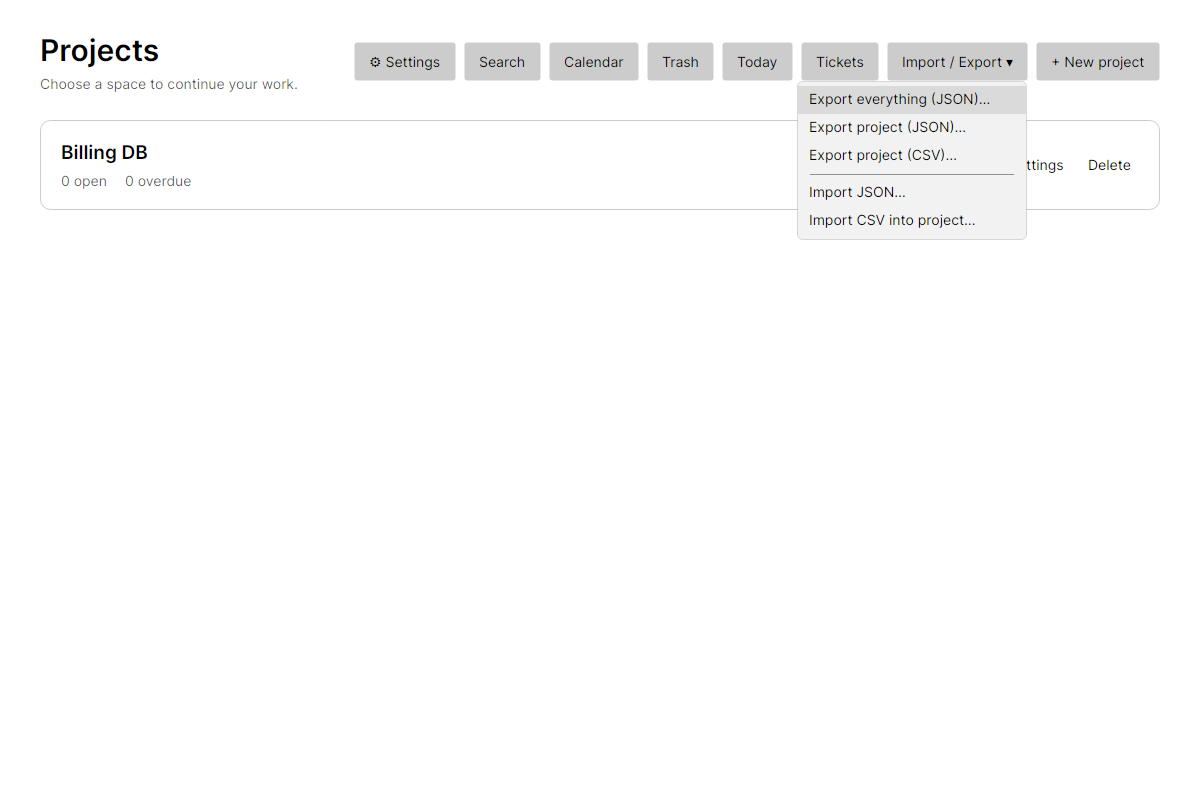 Projects
Choose a space to continue your work.
⚙ Settings
Search
Calendar
Trash
Today
Tickets
Import / Export ▾
+ New project
Export everything (JSON)...
Export project (JSON)...
Export project (CSV)...
Import JSON...
Import CSV into project...
Billing DB
0 open 0 overdue
ttings
Delete